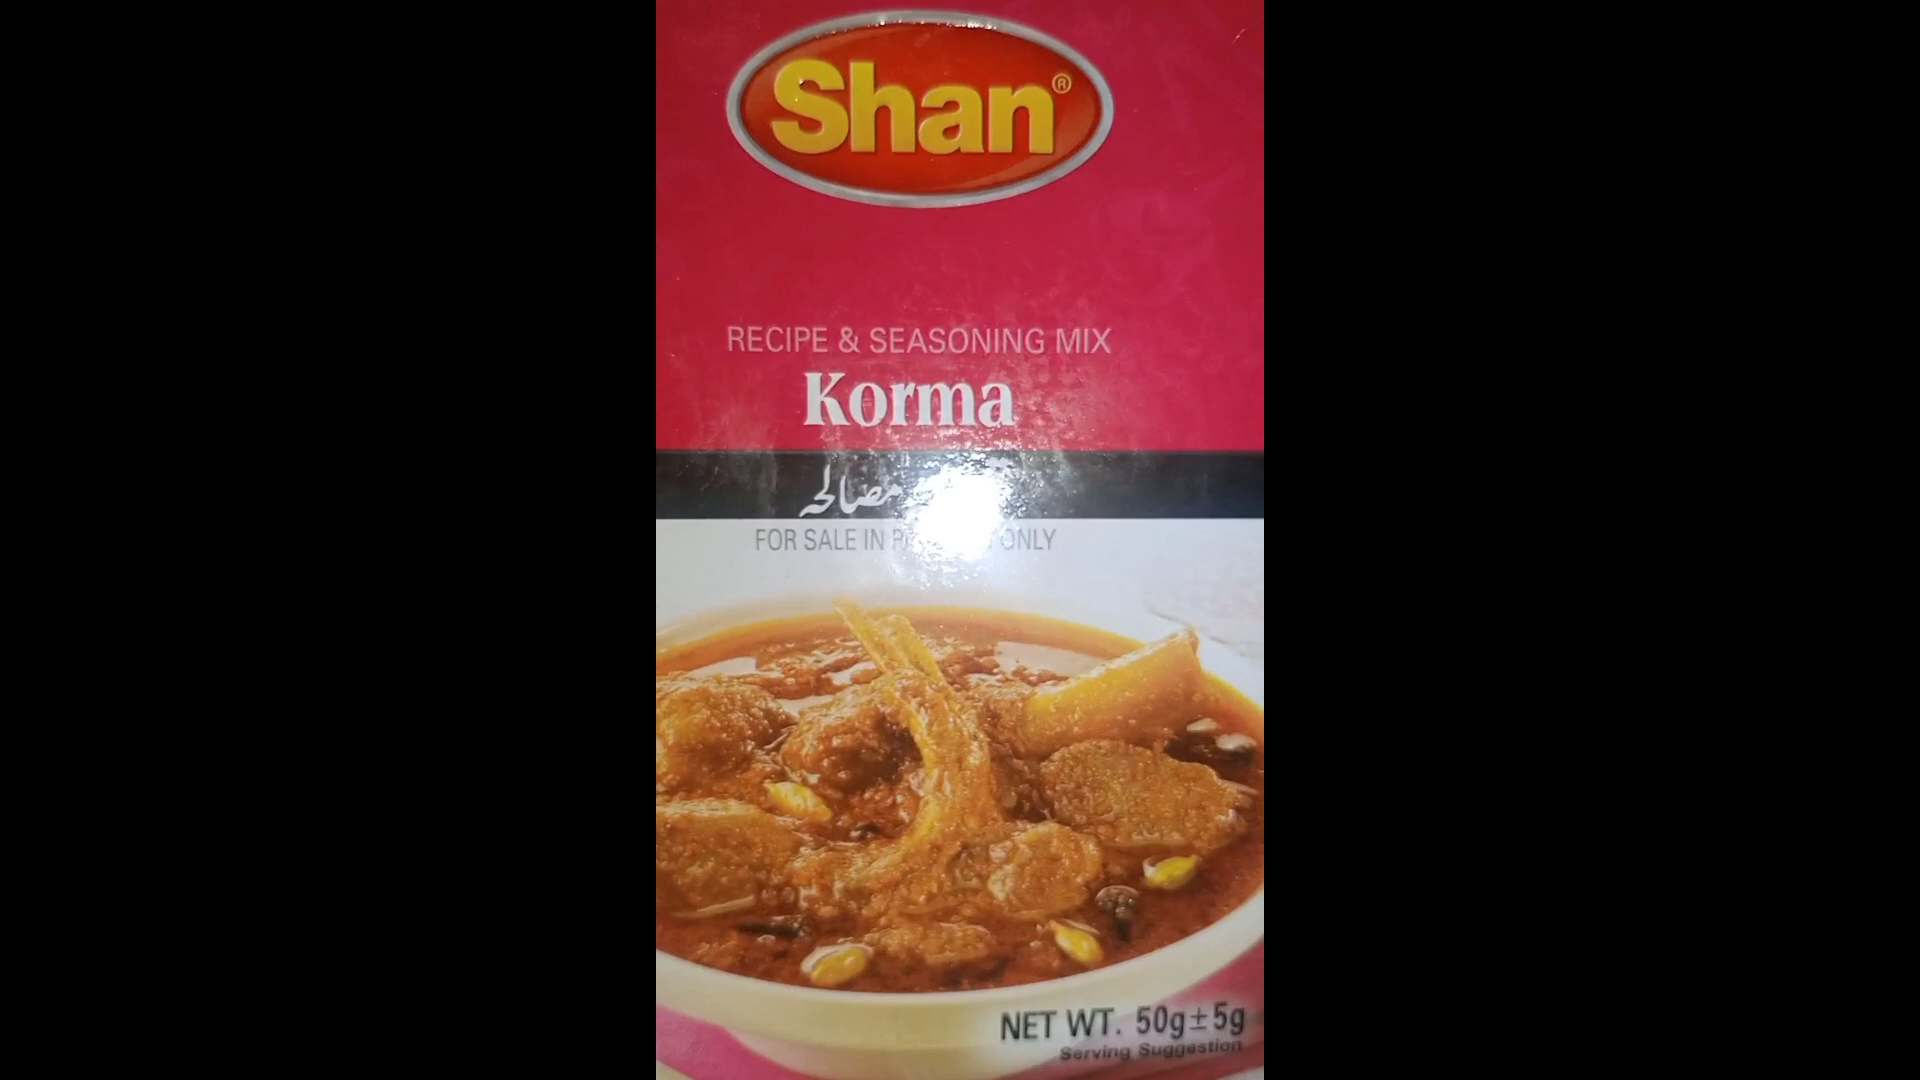 Shan®
RECIPE & SEASONING MIX
Korma
مصالحہ
FOR SALE IN ONLY
NET WT. 50g±5g
Serving Suggestion